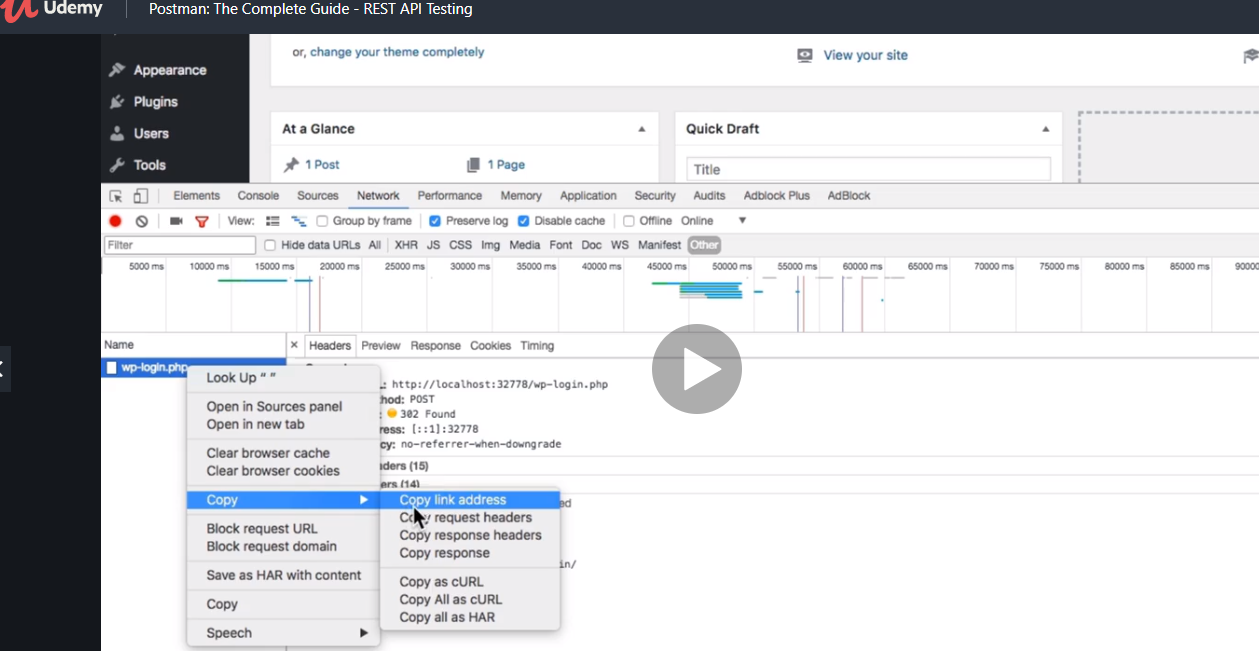 Udemy
Postman: The Complete Guide - REST API Testing
or, change your theme completely
View your site
Appearance
Plugins
Users
Tools
At a Glance
Quick Draft
1 Post
1 Page
Title
Elements Console Sources Network Performance Memory Application Security Audits Adblock Plus AdBlock
View: Group by frame Preserve log Disable cache Offline Online
Filter Hide data URLs All XHR JS CSS Img Media Font Doc WS Manifest Other
5000 ms 10000 ms 15000 ms 20000 ms 25000 ms 30000 ms 35000 ms 40000 ms 45000 ms 50000 ms 55000 ms 60000 ms 65000 ms 70000 ms 75000 ms 80000 ms 85000 ms 90000
Name
× Headers Preview Response Cookies Timing
wp-login.php
L: http://localhost:32778/wp-login.php
hod: POST
: 302 Found
ress: [::1]:32778
cy: no-referrer-when-downgrade
aders (15)
ers (14)
ed
in/
Look Up “ ”
Open in Sources panel
Open in new tab
Clear browser cache
Clear browser cookies
Copy
Block request URL
Block request domain
Save as HAR with content
Copy
Speech
Copy link address
Copy request headers
Copy response headers
Copy response
Copy as cURL
Copy All as cURL
Copy all as HAR